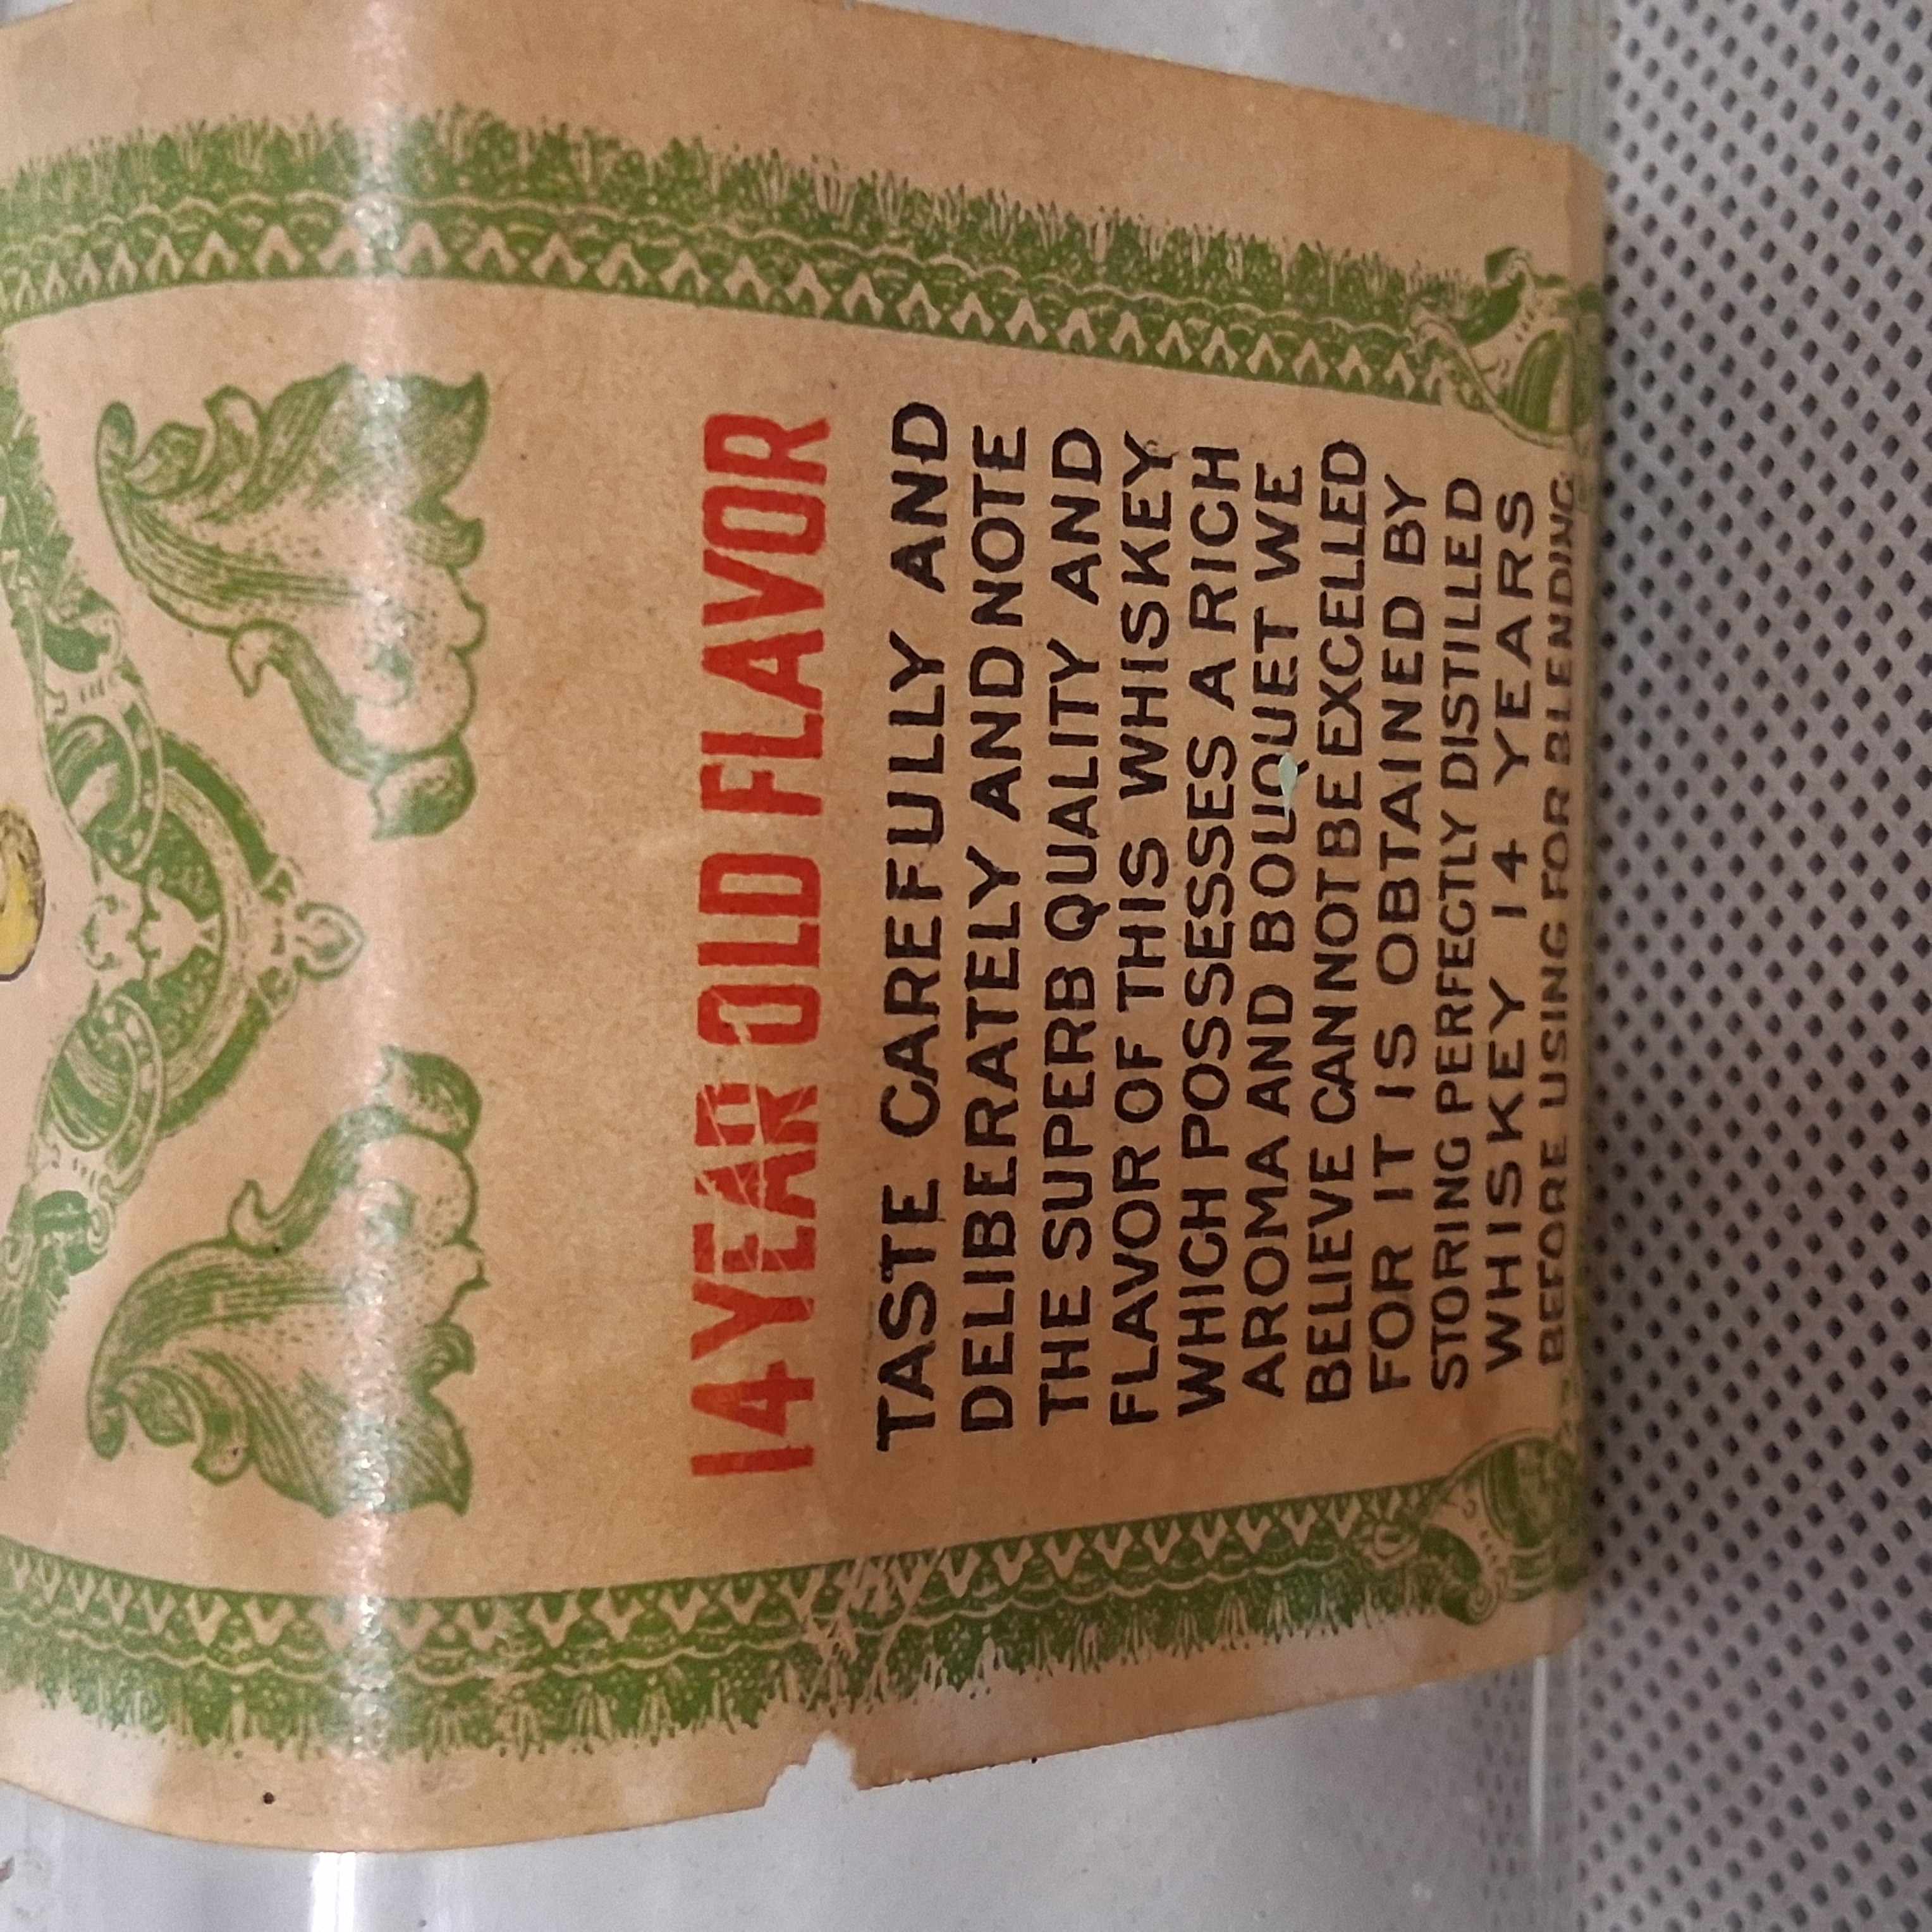 14 YEAR OLD FLAVOR
TASTE CAREFULLY AND
DELIBERATELY AND NOTE
THE SUPERB QUALITY AND
FLAVOR OF THIS WHISKEY
WHICH POSSESSES A RICH
AROMA AND BOUQUET WE
BELIEVE CANNOT BE EXCELLED
FOR IT IS OBTAINED BY
STORING PERFECTLY DISTILLED
WHISKEY 14 YEARS
BEFORE USING FOR BLENDING